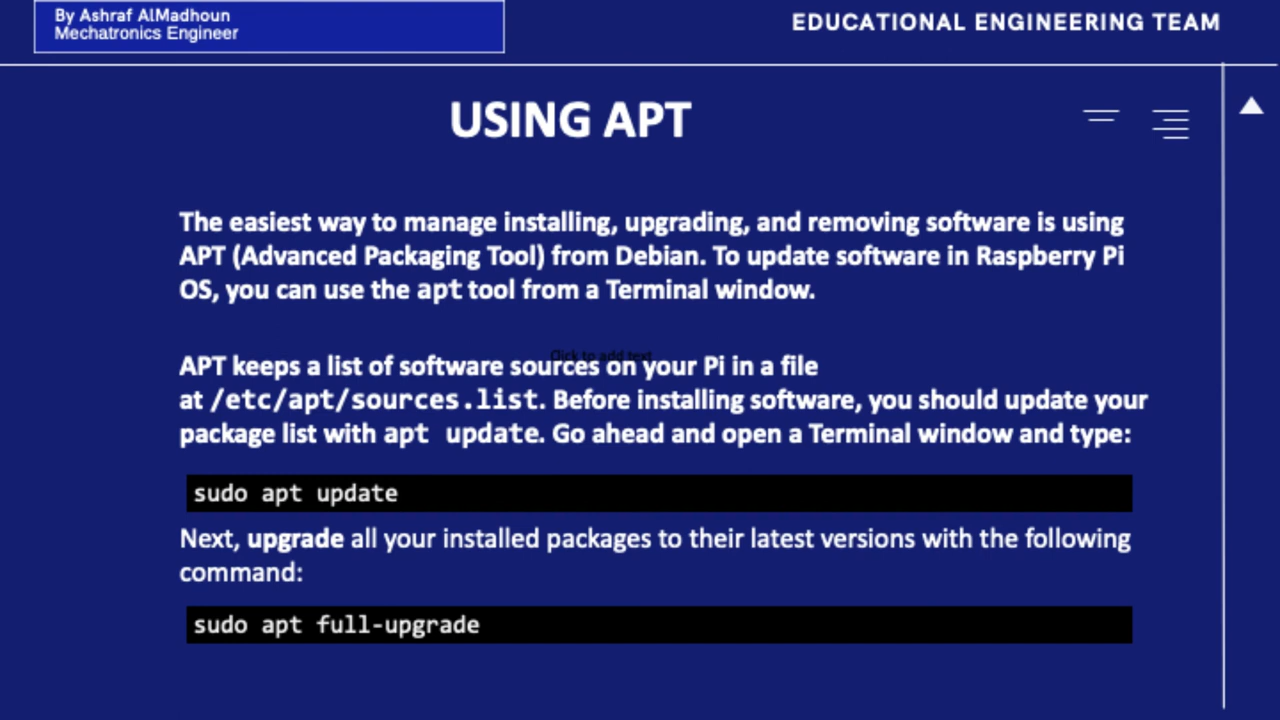 By Ashraf AlMadhoun
Mechatronics Engineer
EDUCATIONAL ENGINEERING TEAM
USING APT
The easiest way to manage installing, upgrading, and removing software is using
APT (Advanced Packaging Tool) from Debian. To update software in Raspberry Pi
OS, you can use the apt tool from a Terminal window.
Click to add text
APT keeps a list of software sources on your Pi in a file
at /etc/apt/sources.list. Before installing software, you should update your
package list with apt update. Go ahead and open a Terminal window and type:
sudo apt update
Next, upgrade all your installed packages to their latest versions with the following
command:
sudo apt full-upgrade